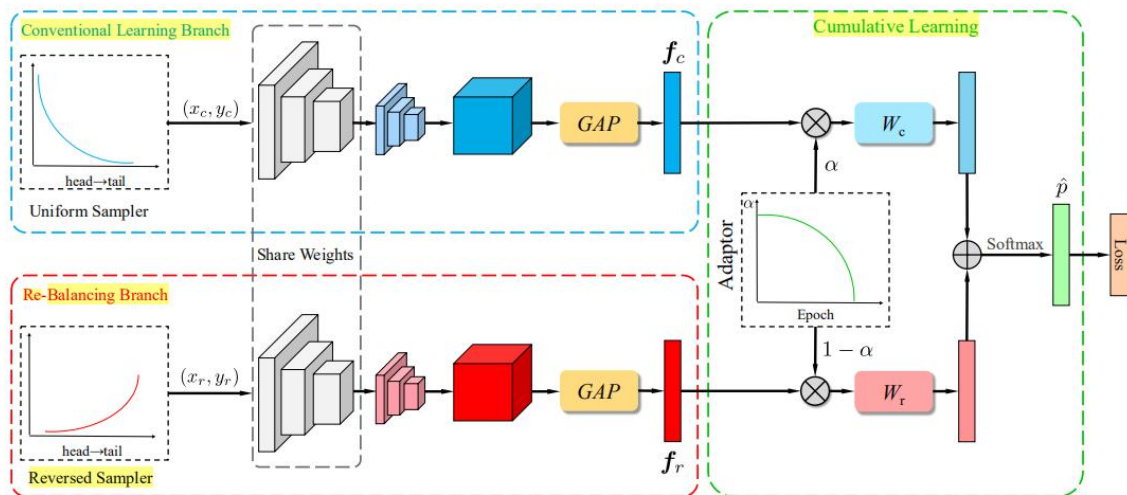 Conventional Learning Branch
(x_c, y_c)
head→tail
Uniform Sampler
GAP
f_c
Share Weights
Re-Balancing Branch
(x_r, y_r)
head→tail
Reversed Sampler
GAP
f_r
Cumulative Learning
W_c
α
Adaptor
α
Epoch
1 − α
W_r
Softmax
p̂
Loss